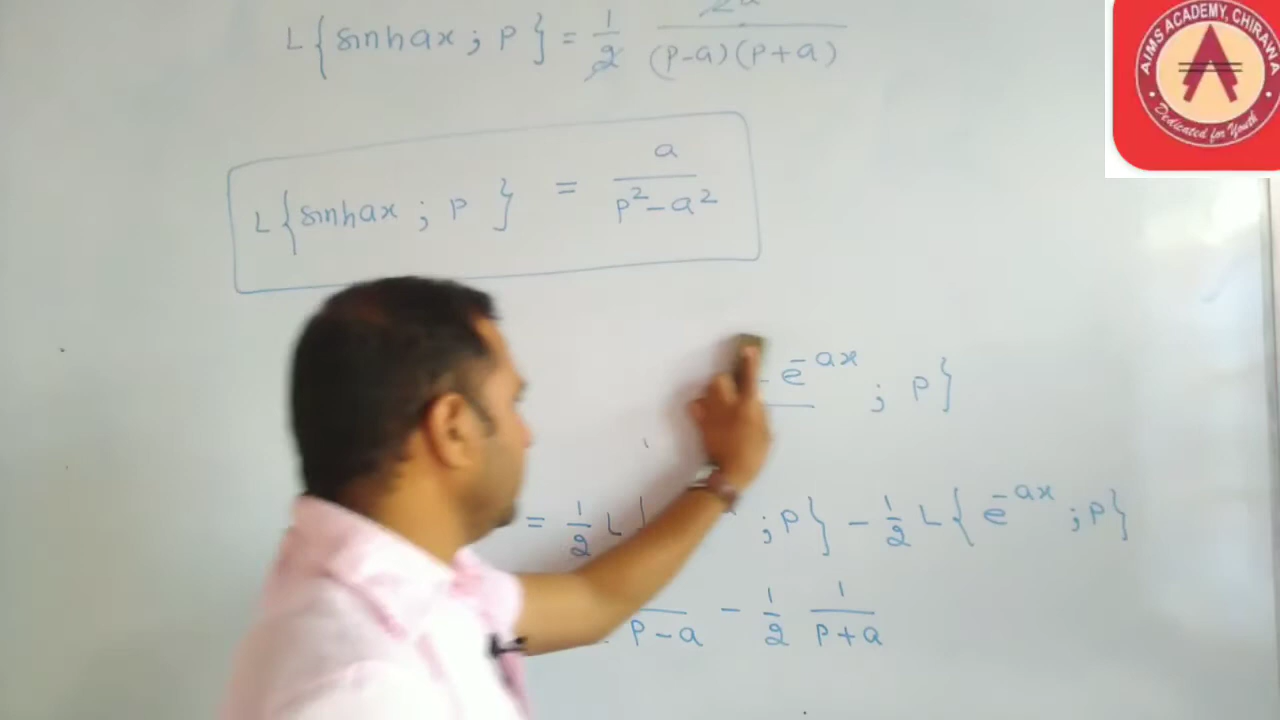 L{sinhax ; p} = 1/2 2a/(p-a)(p+a)
L{sinhax ; p} = a/p²-a²
- e^-ax ; p}
= 1/2 L{ ; p} - 1/2 L{e^-ax ; p}
/p-a - 1/2 1/p+a
AIMS ACADEMY, CHIRAWA
A
• Dedicated for Youth •